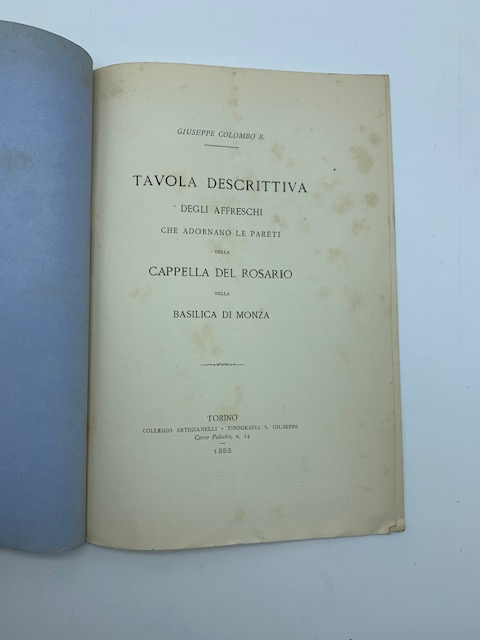 GIUSEPPE COLOMBO B.
TAVOLA DESCRITTIVA
DEGLI AFFRESCHI
CHE ADORNANO LE PARETI
DELLA
CAPPELLA DEL ROSARIO
NELLA
BASILICA DI MONZA
TORINO
COLLEGIO ARTIGIANELLI - TIPOGRAFIA S. GIUSEPPE
Corso Palestro, n. 14
1882